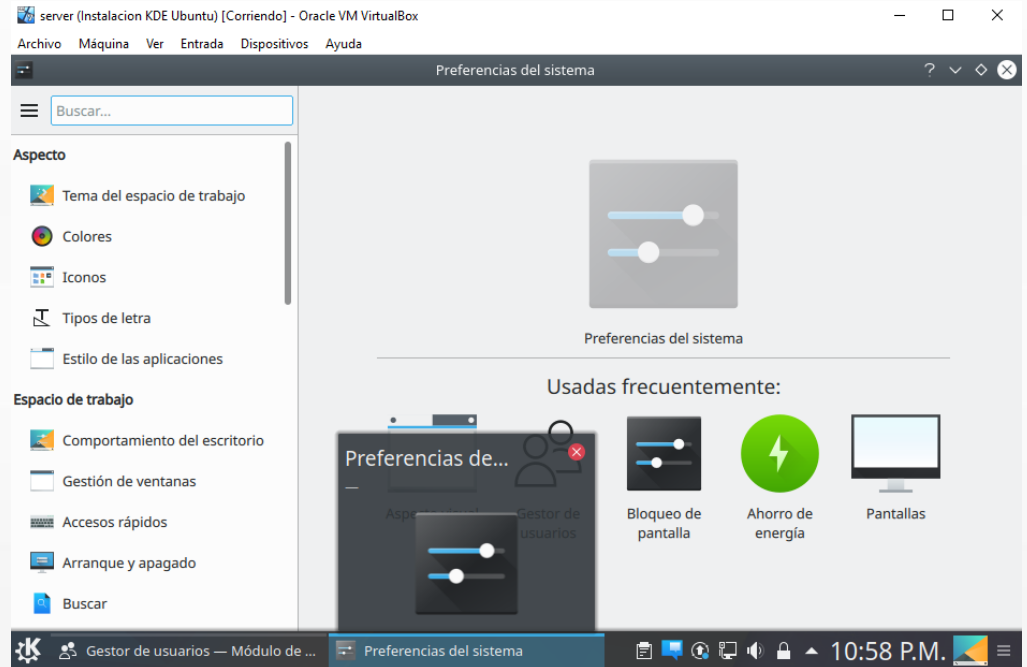 server (Instalacion KDE Ubuntu) [Corriendo] - Oracle VM VirtualBox
Archivo Máquina Ver Entrada Dispositivos Ayuda
Preferencias del sistema
Buscar...
Aspecto
Tema del espacio de trabajo
Colores
Iconos
Tipos de letra
Estilo de las aplicaciones
Espacio de trabajo
Comportamiento del escritorio
Gestión de ventanas
Accesos rápidos
Arranque y apagado
Buscar
Preferencias del sistema
Usadas frecuentemente:
Aspecto visual
Gestor de
usuarios
Bloqueo de
pantalla
Ahorro de
energía
Pantallas
Preferencias de...
Gestor de usuarios — Módulo de ...
Preferencias del sistema
10:58 P.M.